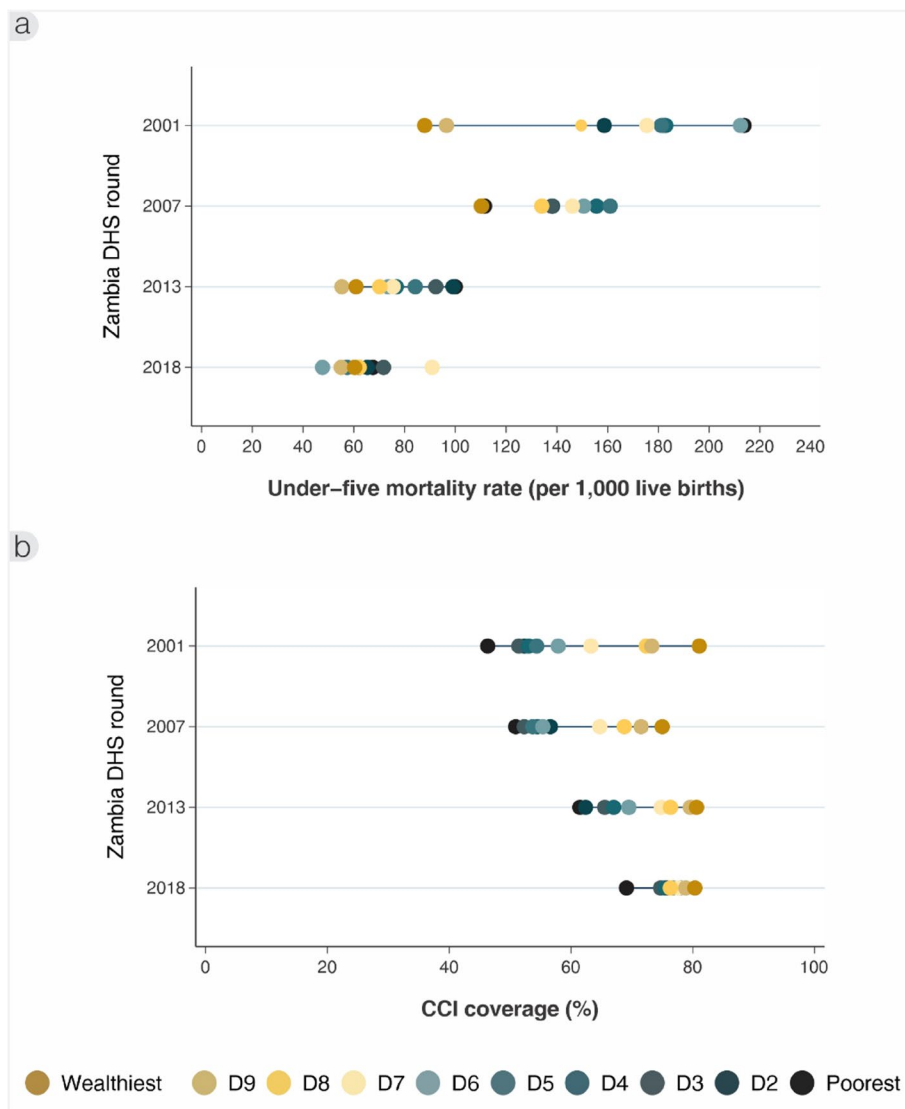 a
Zambia DHS round
2001
2007
2013
2018
0 20 40 60 80 100 120 140 160 180 200 220 240
Under−five mortality rate (per 1,000 live births)
b
Zambia DHS round
2001
2007
2013
2018
0 20 40 60 80 100
CCI coverage (%)
Wealthiest D9 D8 D7 D6 D5 D4 D3 D2 Poorest